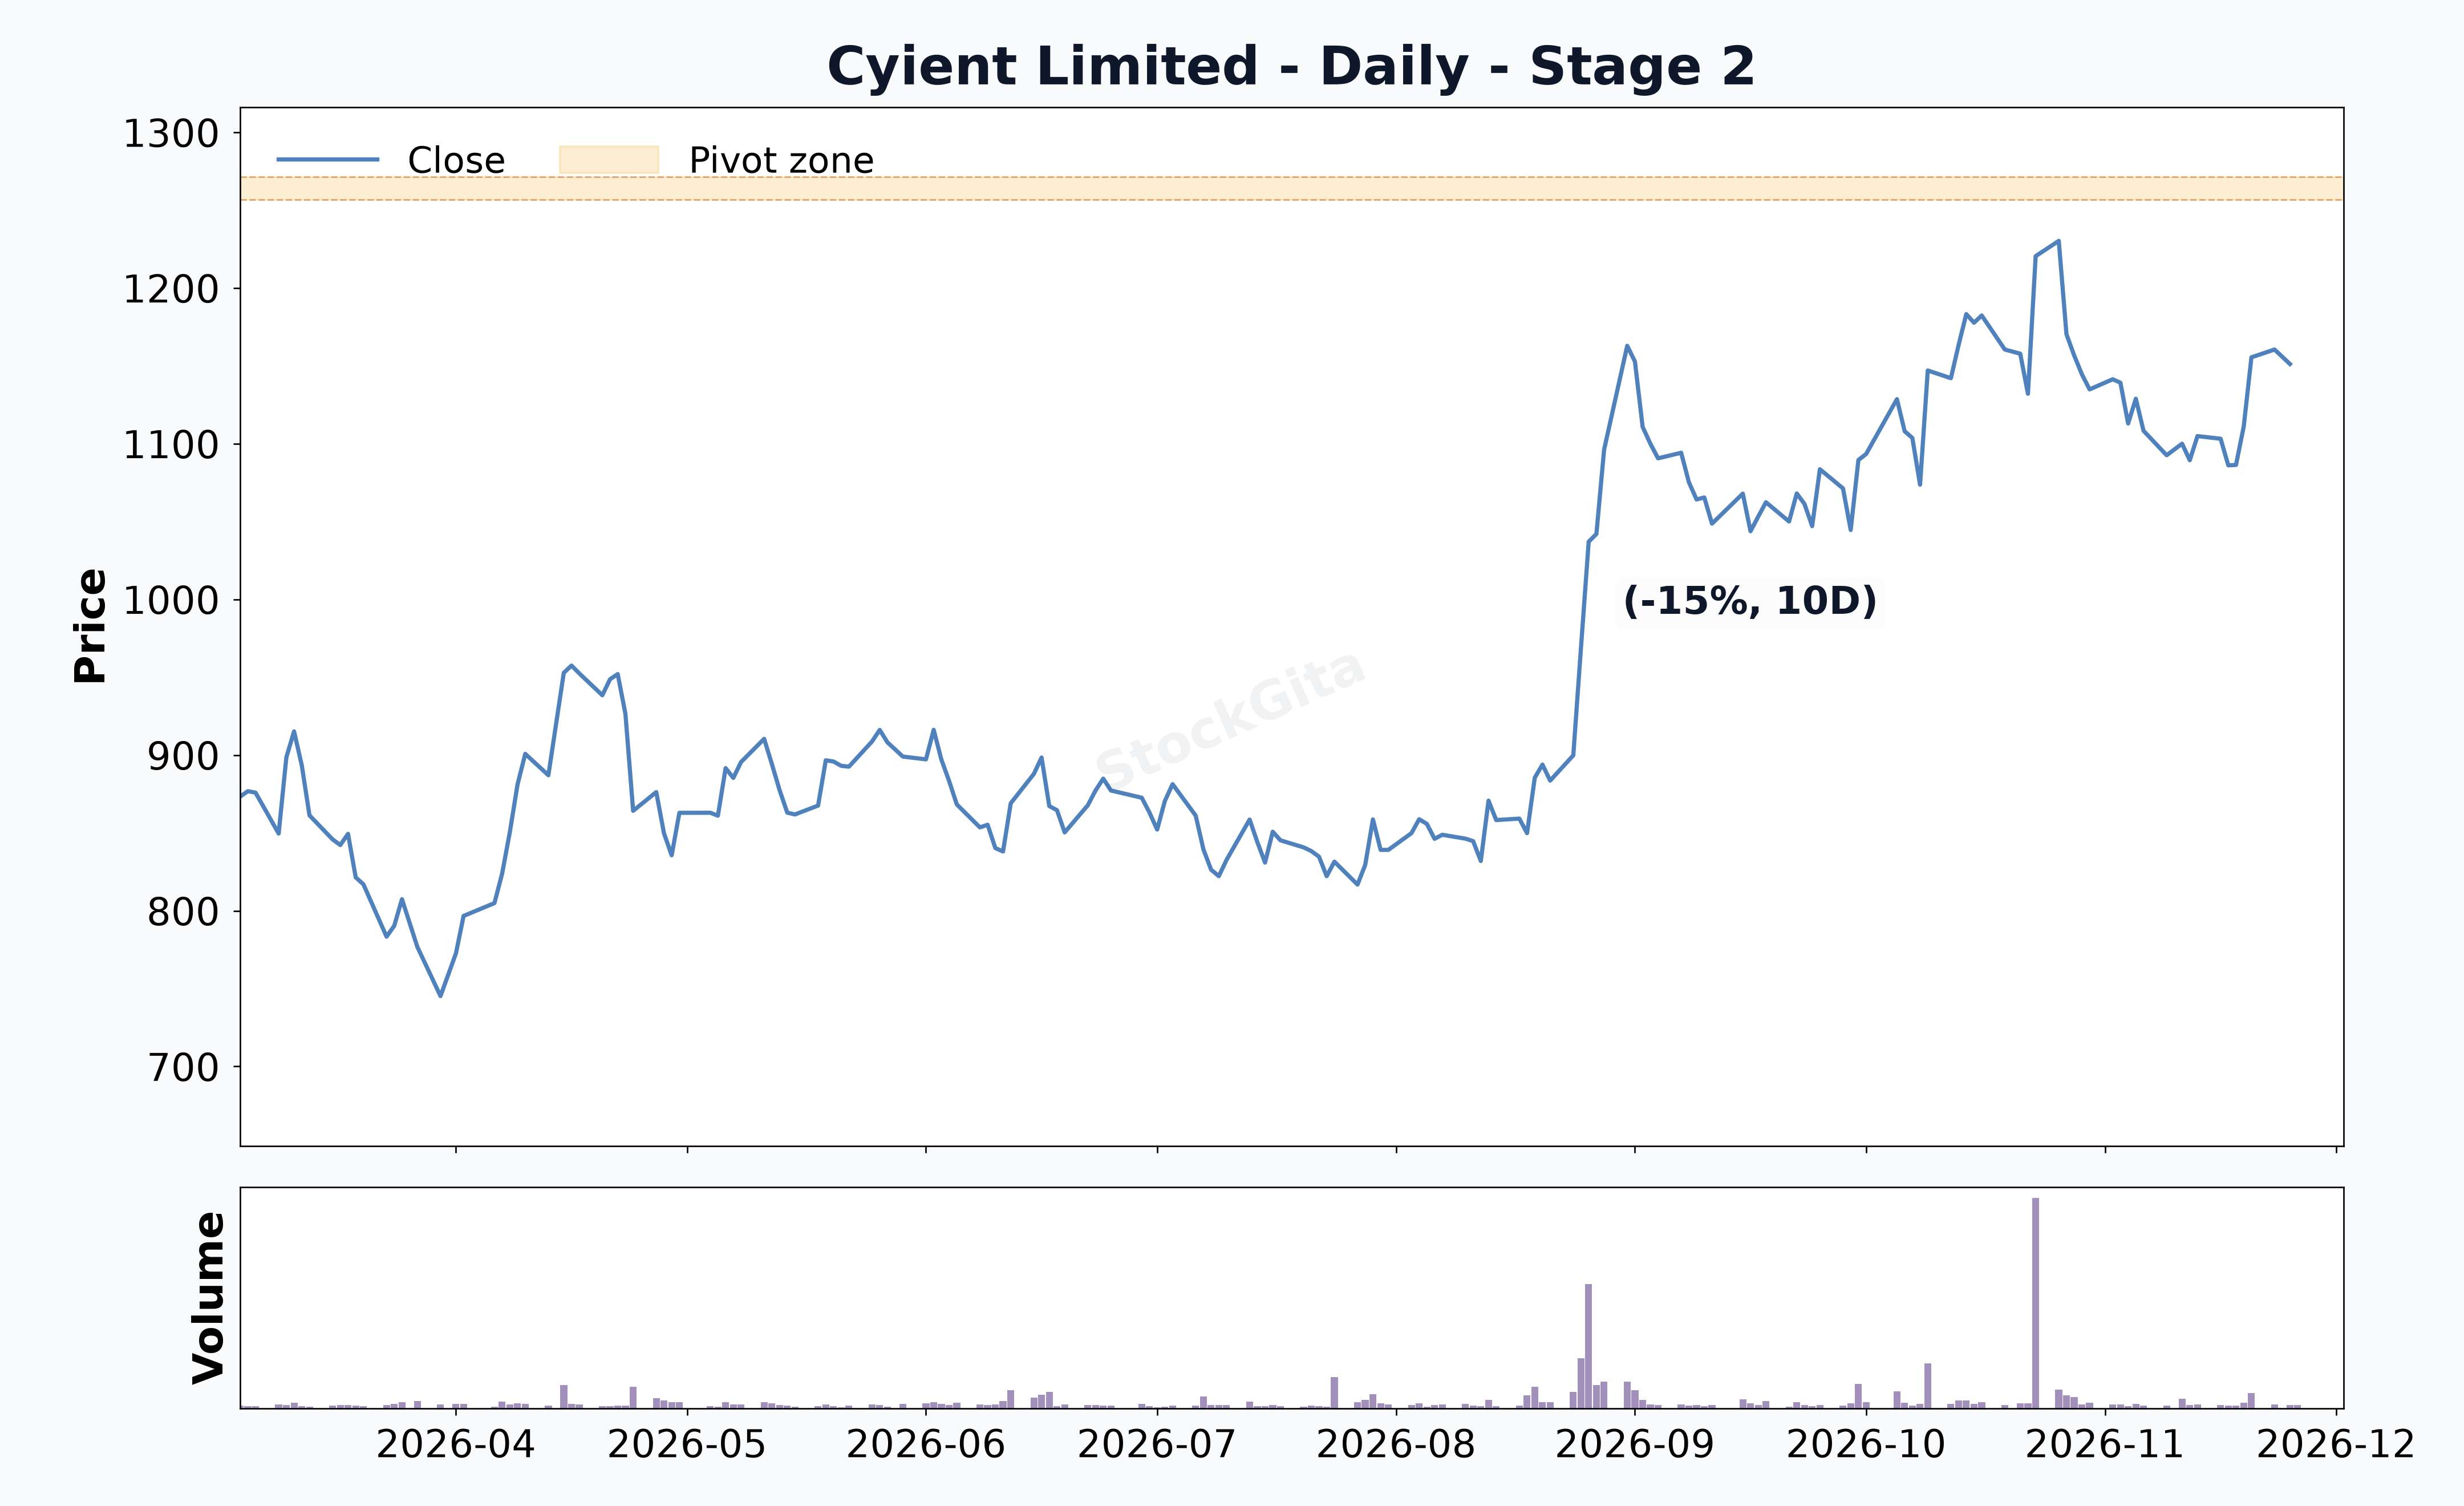 Cyient Limited - Daily - Stage 2
Close
Pivot zone
Price
1300
1200
1100
1000
900
800
700
(-15%, 10D)
StockGita
Volume
2026-04
2026-05
2026-06
2026-07
2026-08
2026-09
2026-10
2026-11
2026-12